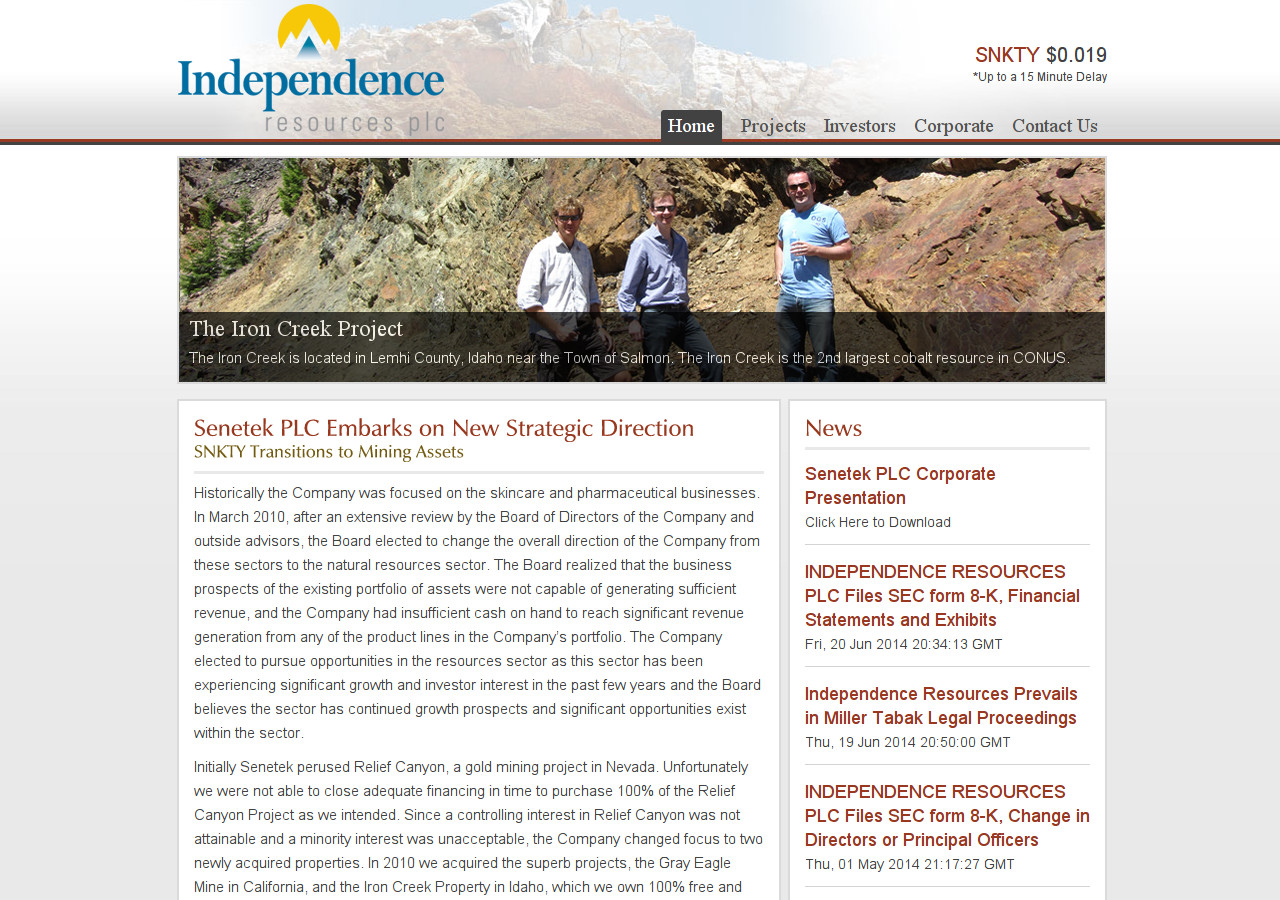 Independence
resources plc
SNKTY $0.019
*Up to a 15 Minute Delay
Home Projects Investors Corporate Contact Us
The Iron Creek Project
The Iron Creek is located in Lemhi County, Idaho near the Town of Salmon. The Iron Creek is the 2nd largest cobalt resource in CONUS.
Senetek PLC Embarks on New Strategic Direction
SNKTY Transitions to Mining Assets
Historically the Company was focused on the skincare and pharmaceutical businesses.
In March 2010, after an extensive review by the Board of Directors of the Company and
outside advisors, the Board elected to change the overall direction of the Company from
these sectors to the natural resources sector. The Board realized that the business
prospects of the existing portfolio of assets were not capable of generating sufficient
revenue, and the Company had insufficient cash on hand to reach significant revenue
generation from any of the product lines in the Company's portfolio. The Company
elected to pursue opportunities in the resources sector as this sector has been
experiencing significant growth and investor interest in the past few years and the Board
believes the sector has continued growth prospects and significant opportunities exist
within the sector.
Initially Senetek perused Relief Canyon, a gold mining project in Nevada. Unfortunately
we were not able to close adequate financing in time to purchase 100% of the Relief
Canyon Project as we intended. Since a controlling interest in Relief Canyon was not
attainable and a minority interest was unacceptable, the Company changed focus to two
newly acquired properties. In 2010 we acquired the superb projects, the Gray Eagle
Mine in California, and the Iron Creek Property in Idaho, which we own 100% free and
News
Senetek PLC Corporate
Presentation
Click Here to Download
INDEPENDENCE RESOURCES
PLC Files SEC form 8-K, Financial
Statements and Exhibits
Fri, 20 Jun 2014 20:34:13 GMT
Independence Resources Prevails
in Miller Tabak Legal Proceedings
Thu, 19 Jun 2014 20:50:00 GMT
INDEPENDENCE RESOURCES
PLC Files SEC form 8-K, Change in
Directors or Principal Officers
Thu, 01 May 2014 21:17:27 GMT